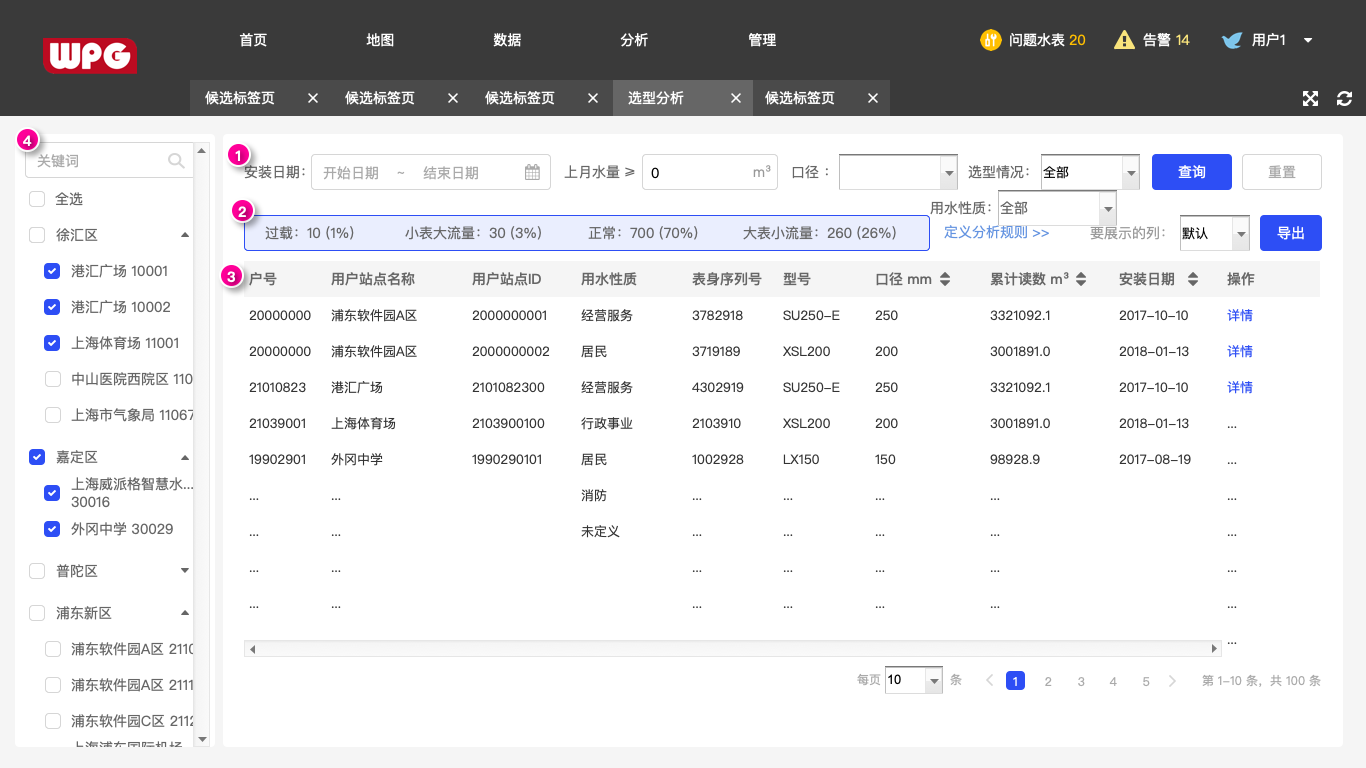 WPG
首页 地图 数据 分析 管理 问题水表 20 告警 14 用户1
候选标签页 候选标签页 候选标签页 选型分析 候选标签页
4
关键词
全选
徐汇区
港汇广场 10001
港汇广场 10002
上海体育场 11001
中山医院西院区 110
上海市气象局 11067
嘉定区
上海威派格智慧水...
30016
外冈中学 30029
普陀区
浦东新区
浦东软件园A区 2110
浦东软件园A区 2111
浦东软件园C区 2112
上海浦东国际机场
1
安装日期: 开始日期 ~ 结束日期 上月水量 ≥ 0 m³ 口径 : 选型情况: 全部 查询 重置
用水性质: 全部
2
过载: 10 (1%) 小表大流量: 30 (3%) 正常: 700 (70%) 大表小流量: 260 (26%) 定义分析规则 >> 要展示的列: 默认 导出
3
户号 用户站点名称 用户站点ID 用水性质 表身序列号 型号 口径 mm 累计读数 m³ 安装日期 操作
20000000 浦东软件园A区 2000000001 经营服务 3782918 SU250-E 250 3321092.1 2017-10-10 详情
20000000 浦东软件园A区 2000000002 居民 3719189 XSL200 200 3001891.0 2018-01-13 详情
21010823 港汇广场 2101082300 经营服务 4302919 SU250-E 250 3321092.1 2017-10-10 详情
21039001 上海体育场 2103900100 行政事业 2103910 XSL200 200 3001891.0 2018-01-13 ...
19902901 外冈中学 1990290101 居民 1002928 LX150 150 98928.9 2017-08-19 ...
... ... 消防 ... ... ... ... ...
... ... 未定义 ... ... ... ... ...
... ... ... ... ... ... ...
... ... ... ... ... ... ...
...
每页 10 条 1 2 3 4 5 第 1-10 条, 共 100 条